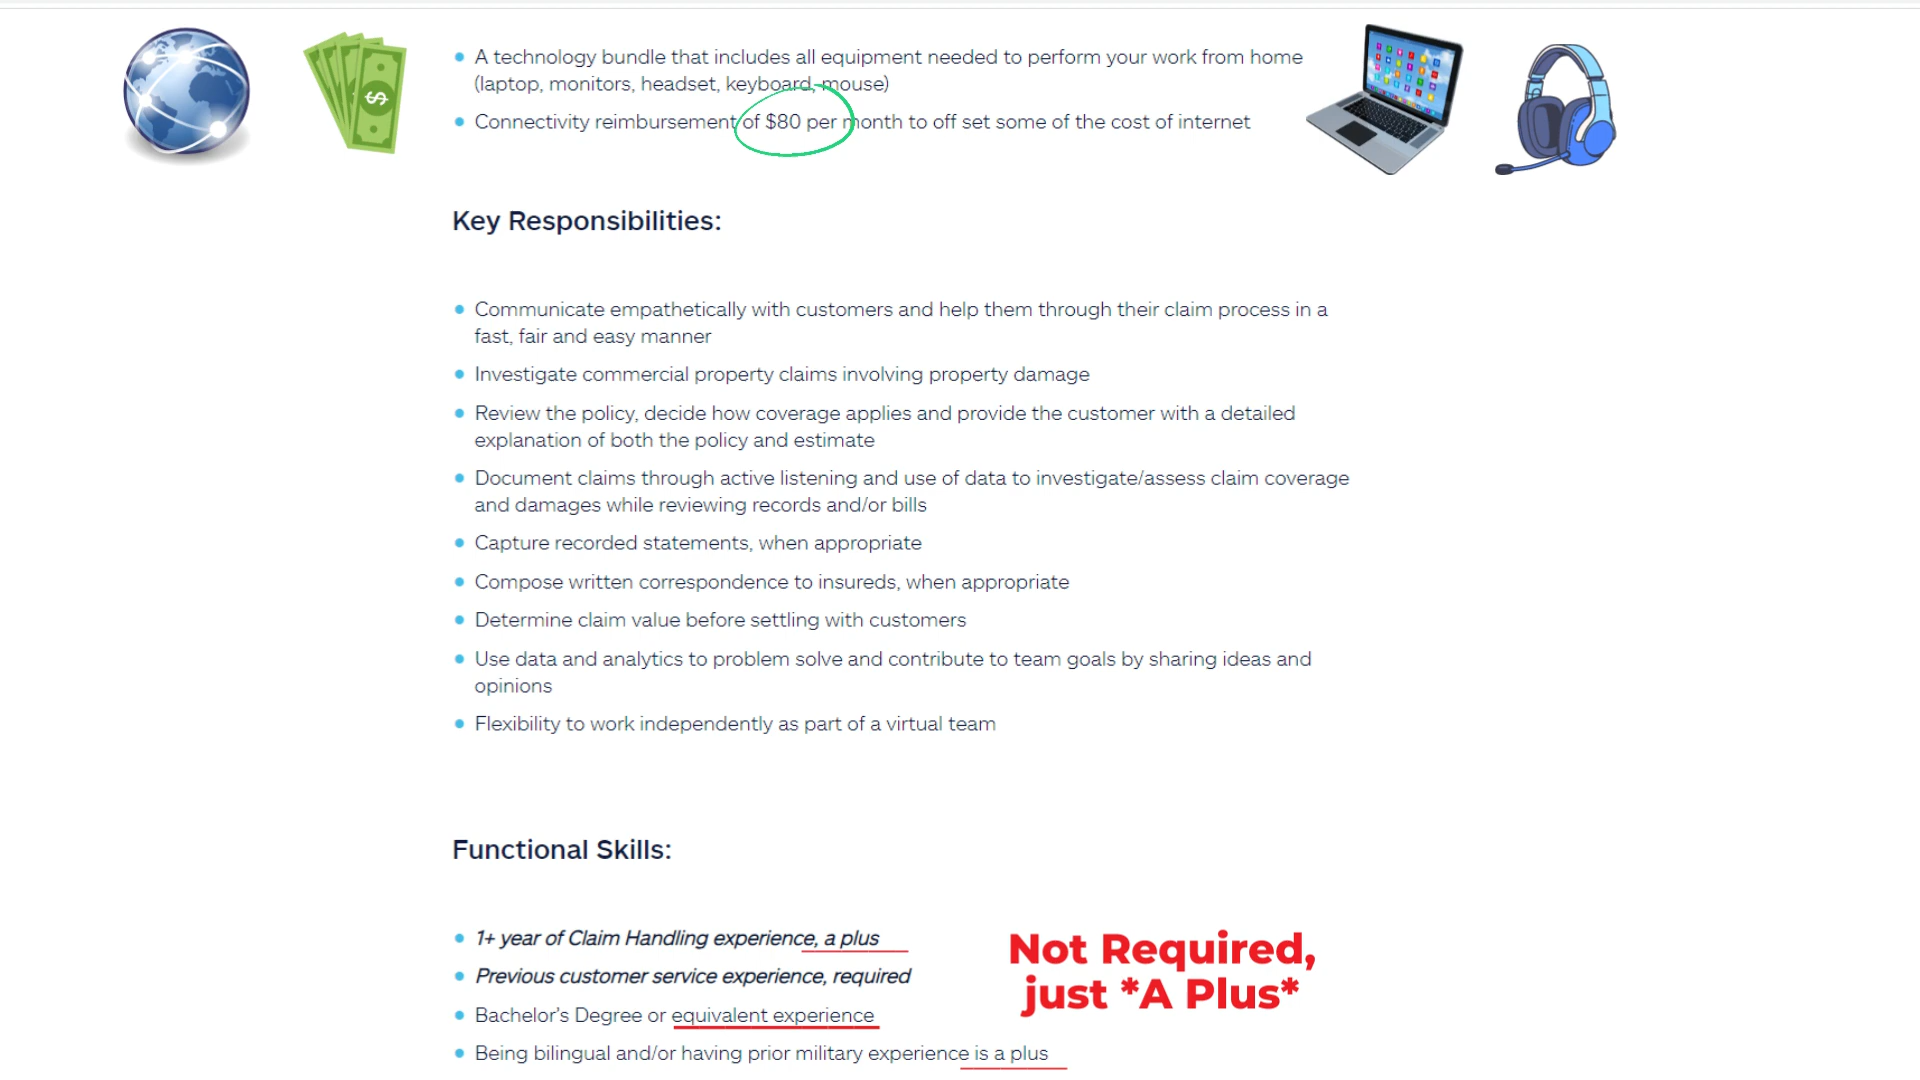 A technology bundle that includes all equipment needed to perform your work from home
(laptop, monitors, headset, keyboard, mouse)
Connectivity reimbursement of $80 per month to off set some of the cost of internet
Key Responsibilities:
Communicate empathetically with customers and help them through their claim process in a
fast, fair and easy manner
Investigate commercial property claims involving property damage
Review the policy, decide how coverage applies and provide the customer with a detailed
explanation of both the policy and estimate
Document claims through active listening and use of data to investigate/assess claim coverage
and damages while reviewing records and/or bills
Capture recorded statements, when appropriate
Compose written correspondence to insureds, when appropriate
Determine claim value before settling with customers
Use data and analytics to problem solve and contribute to team goals by sharing ideas and
opinions
Flexibility to work independently as part of a virtual team
Functional Skills:
1+ year of Claim Handling experience, a plus
Previous customer service experience, required
Bachelor's Degree or equivalent experience
Being bilingual and/or having prior military experience is a plus
Not Required,
just *A Plus*